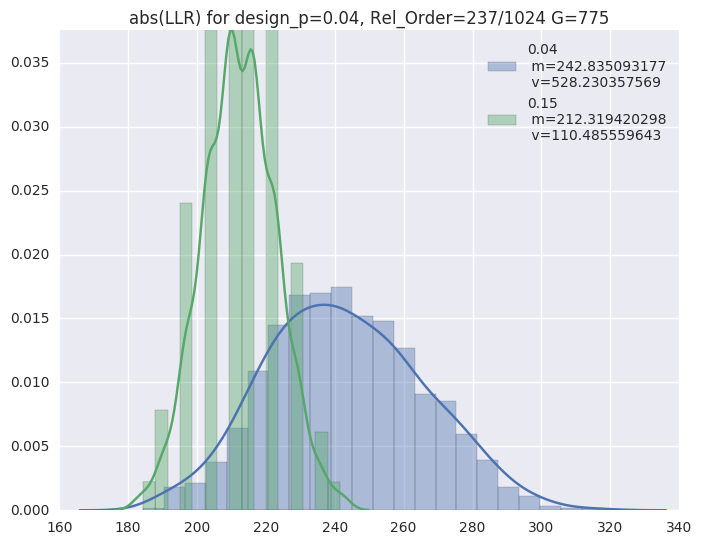 abs(LLR) for design_p=0.04, Rel_Order=237/1024 G=775
0.04
m=242.835093177
v=528.230357569
0.15
m=212.319420298
v=110.485559643
0.035
0.030
0.025
0.020
0.015
0.010
0.005
0.000
160 180 200 220 240 260 280 300 320 340